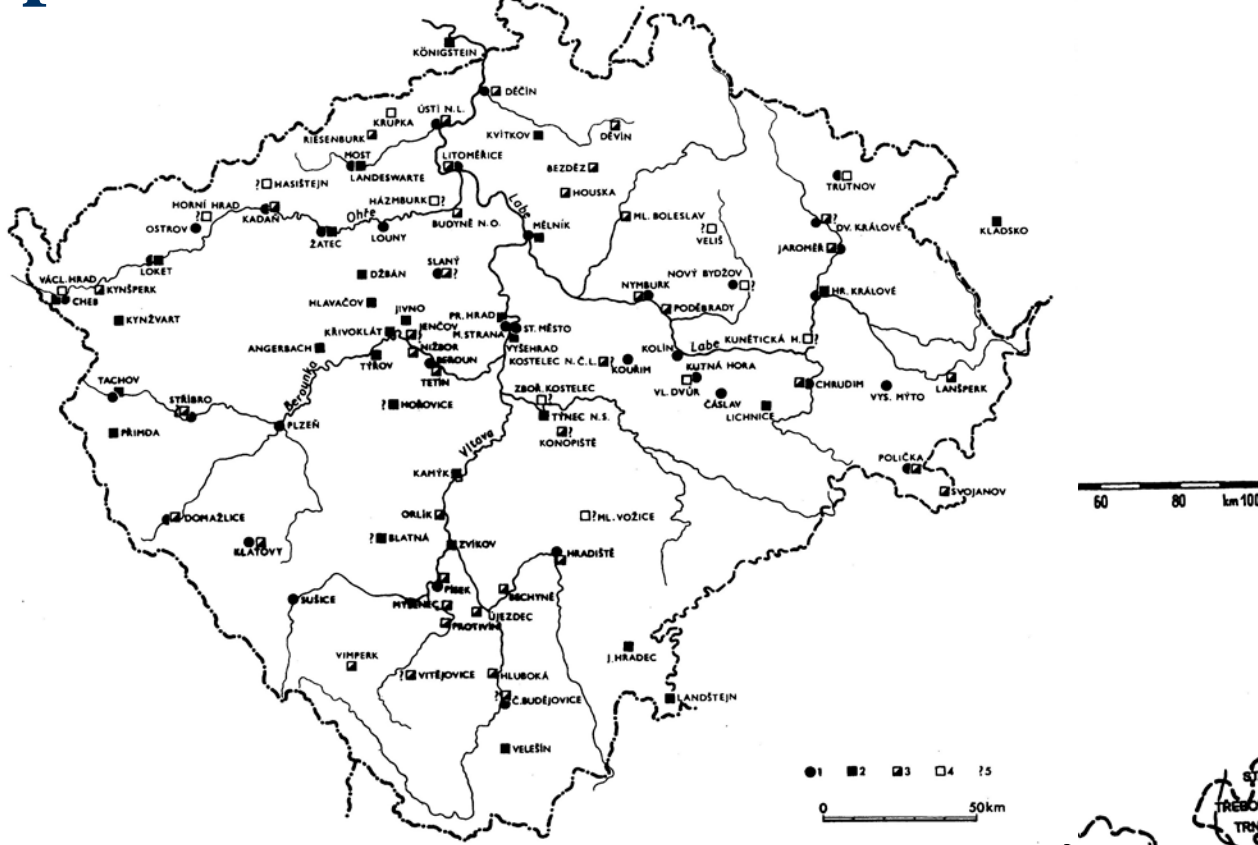 KÖNIGSTEIN
DĚČÍN
ÚSTÍ N.L.
KRUPKA
RIESENBURK
KVÍTKOV
DĚVÍN
MOST
LANDESWARTE
LITOMĚŘICE
BEZDĚZ
HOUSKA
TRUTNOV
? HASIŠTEJN
HORNÍ HRAD
?
OSTROV
KADAŇ
HÁZMBURK ?
Ohře
BUDYNĚ N.O.
Labe
ML. BOLESLAV
?
VELIŠ
?
DV. KRÁLOVÉ
KLADSKO
ŽATEC
LOUNY
MĚLNÍK
JAROMĚŘ
LOKET
VÁCL. HRAD
KYNŠPERK
CHEB
DŽBÁN
SLANÝ
?
NOVÝ BYDŽOV
?
NYMBURK
PODĚBRADY
HR. KRÁLOVÉ
KYNŽVART
HLAVAČOV
JIVNO
KŘIVOKLÁT
JENČOV
?
PR. HRAD
M. STRANA
ST. MĚSTO
VYŠEHRAD
KOLÍN
Labe
KUNĚTICKÁ H. ?
ANGERBACH
TÝŘOV
NIŽBOR
BEROUN
TETÍN
KOSTELEC N.Č.L. ?
KOUŘIM
KUTNÁ HORA
VL. DVŮR
ČÁSLAV
CHRUDIM
VYS. MÝTO
LANŠPERK
TACHOV
STŘÍBRO
Berounka
? HOŘOVICE
ZBOŘ. KOSTELEC
?
TÝNEC N.S.
LICHNICE
PŘIMDA
PLZEŇ
Vltava
?
KONOPIŠTĚ
KAMÝK
POLIČKA
SVOJANOV
60 80 km 100
DOMAŽLICE
ORLÍK
? ML. VOŽICE
KLATOVY
? BLATNÁ
ZVÍKOV
HRADIŠTĚ
SUŠICE
PÍSEK
BECHYNĚ
MYŠENEC
ÚJEZDEC
PROTIVÍN
VIMPERK
? VITĚJOVICE
HLUBOKÁ
J. HRADEC
?
Č. BUDĚJOVICE
LANDŠTEJN
VELEŠÍN
1 2 3 4 ? 5
0 50 km